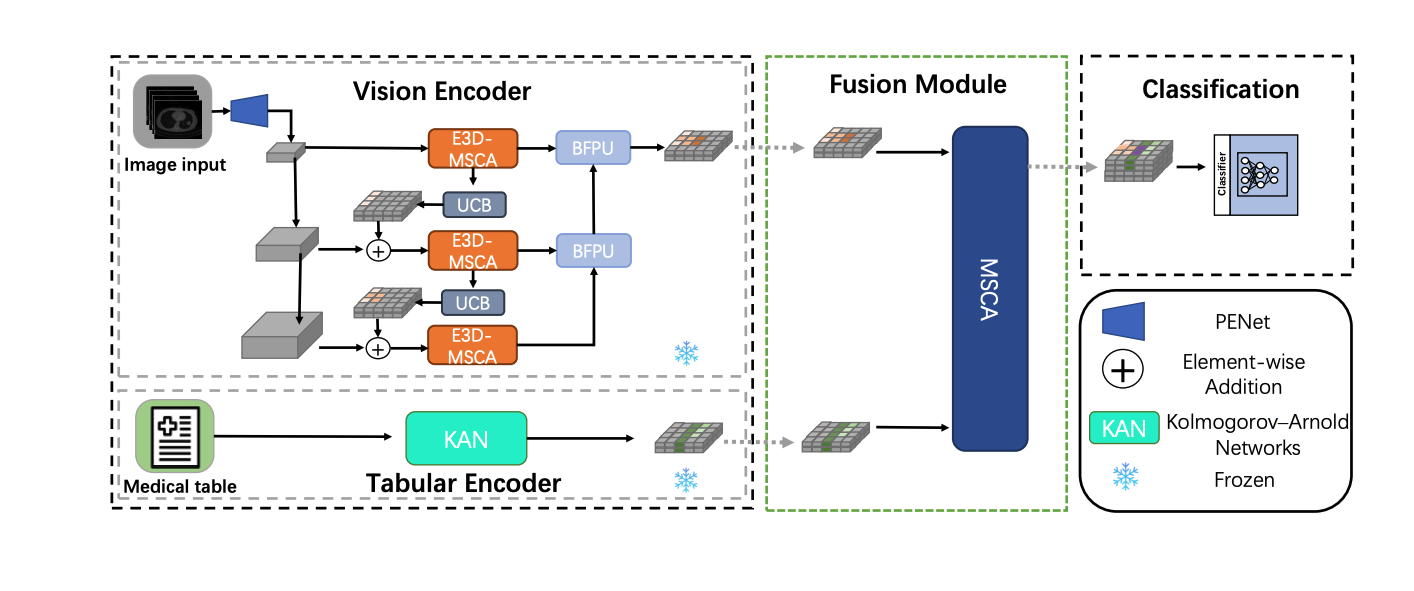 Vision Encoder
Image input
E3D-
MSCA
BFPU
UCB
E3D-
MSCA
BFPU
UCB
E3D-
MSCA
KAN
Medical table
Tabular Encoder
Fusion Module
MSCA
Classification
Classifier
PENet
Element-wise
Addition
KAN
Kolmogorov–Arnold
Networks
Frozen